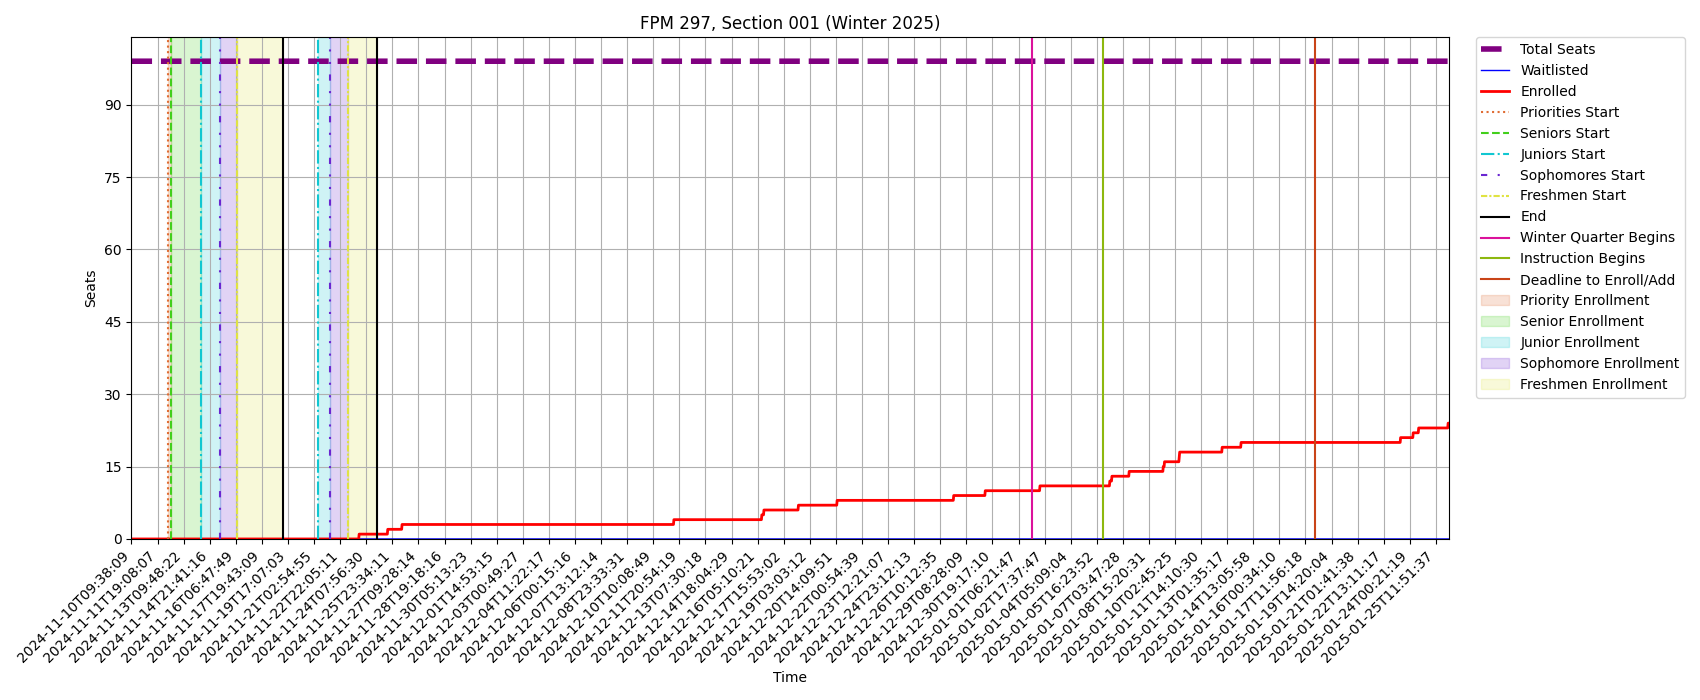 FPM 297, Section 001 (Winter 2025)
Seats
90
75
60
45
30
15
0
2024-11-10T09:38:09
2024-11-11T19:08:07
2024-11-13T09:48:22
2024-11-14T21:41:16
2024-11-16T06:47:49
2024-11-17T19:43:09
2024-11-19T17:07:03
2024-11-21T02:54:55
2024-11-22T22:05:11
2024-11-24T07:56:30
2024-11-25T23:34:11
2024-11-27T09:28:14
2024-11-28T19:18:16
2024-11-30T05:13:23
2024-12-01T14:53:15
2024-12-03T00:49:27
2024-12-04T11:22:17
2024-12-06T00:15:16
2024-12-07T13:12:14
2024-12-08T23:33:31
2024-12-10T10:08:49
2024-12-11T20:54:19
2024-12-13T07:30:18
2024-12-14T18:04:29
2024-12-16T05:10:21
2024-12-17T15:53:02
2024-12-19T03:03:12
2024-12-20T14:09:51
2024-12-22T00:54:39
2024-12-23T12:21:07
2024-12-24T23:12:13
2024-12-26T10:12:35
2024-12-29T08:28:09
2024-12-30T19:17:10
2025-01-01T06:21:47
2025-01-02T17:37:47
2025-01-04T05:09:04
2025-01-05T16:23:52
2025-01-07T03:47:28
2025-01-08T15:20:31
2025-01-10T02:45:25
2025-01-11T14:10:30
2025-01-13T01:35:17
2025-01-14T13:05:58
2025-01-16T00:34:10
2025-01-17T11:56:18
2025-01-19T14:20:04
2025-01-21T01:41:38
2025-01-22T13:11:17
2025-01-24T00:21:19
2025-01-25T11:51:37
Time
Total Seats
Waitlisted
Enrolled
Priorities Start
Seniors Start
Juniors Start
Sophomores Start
Freshmen Start
End
Winter Quarter Begins
Instruction Begins
Deadline to Enroll/Add
Priority Enrollment
Senior Enrollment
Junior Enrollment
Sophomore Enrollment
Freshmen Enrollment